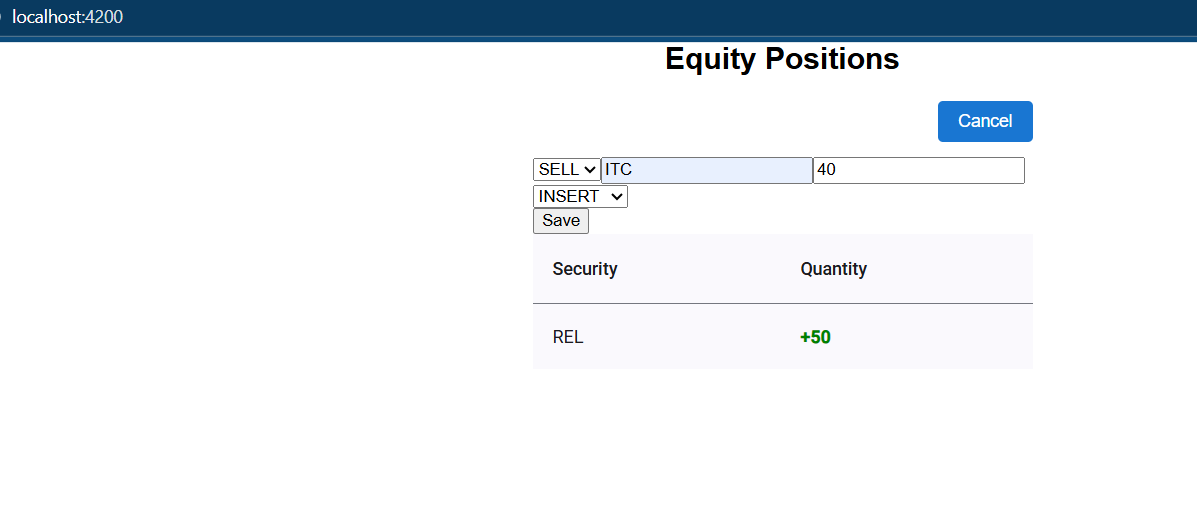 localhost:4200
Equity Positions
Cancel
SELL ITC 40
INSERT
Save
Security Quantity
REL +50